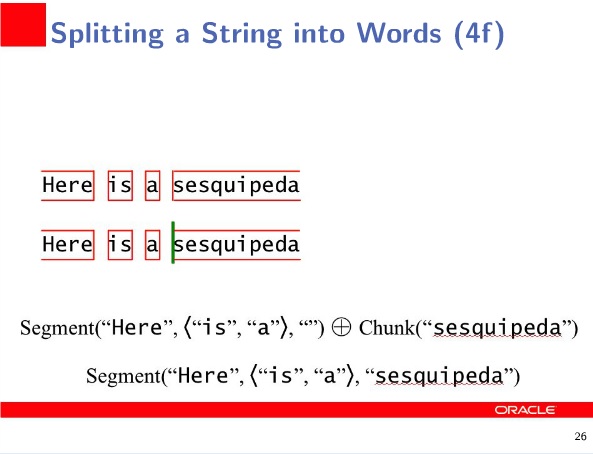 Splitting a String into Words (4f)
Here is a sesquipeda
Here is a sesquipeda
Segment(“Here”, ⟨“is”, “a”⟩, “”) ⊕ Chunk(“sesquipeda”)
Segment(“Here”, ⟨“is”, “a”⟩, “sesquipeda”)
ORACLE
26